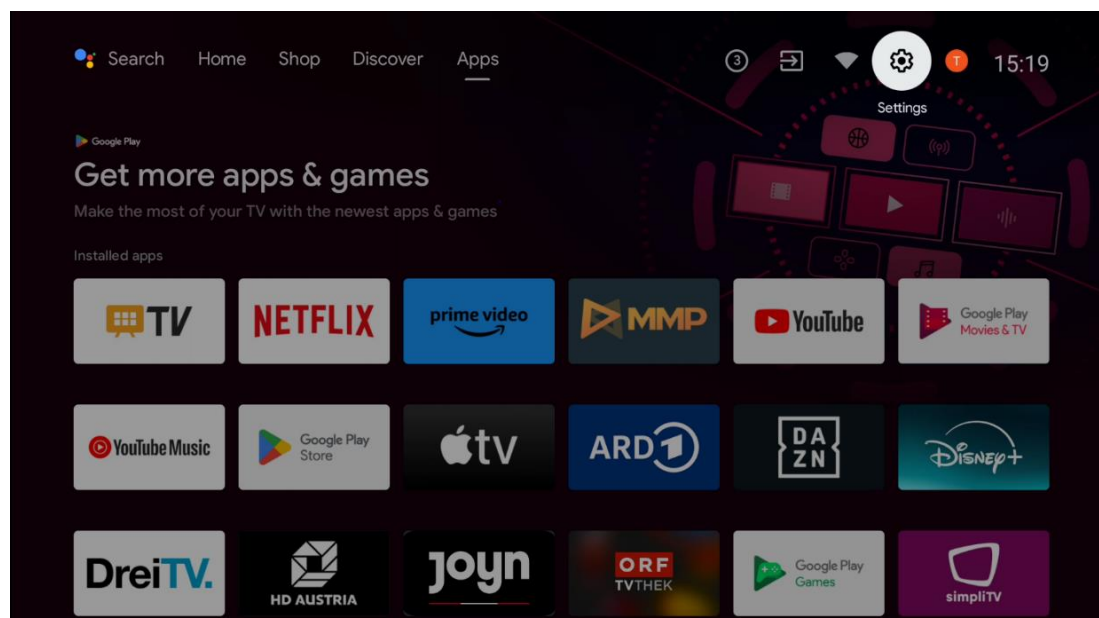 Search Home Shop Discover Apps 3 T 15:19
Settings
Google Play
Get more apps & games
Make the most of your TV with the newest apps & games
Installed apps
TV NETFLIX prime video MMP YouTube Google Play
Movies & TV
YouTube Music Google Play
Store tv ARD 1 DA
ZN Disney+
DreiTV. HD AUSTRIA joyn ORF
TVTHEK Google Play
Games simpliTV